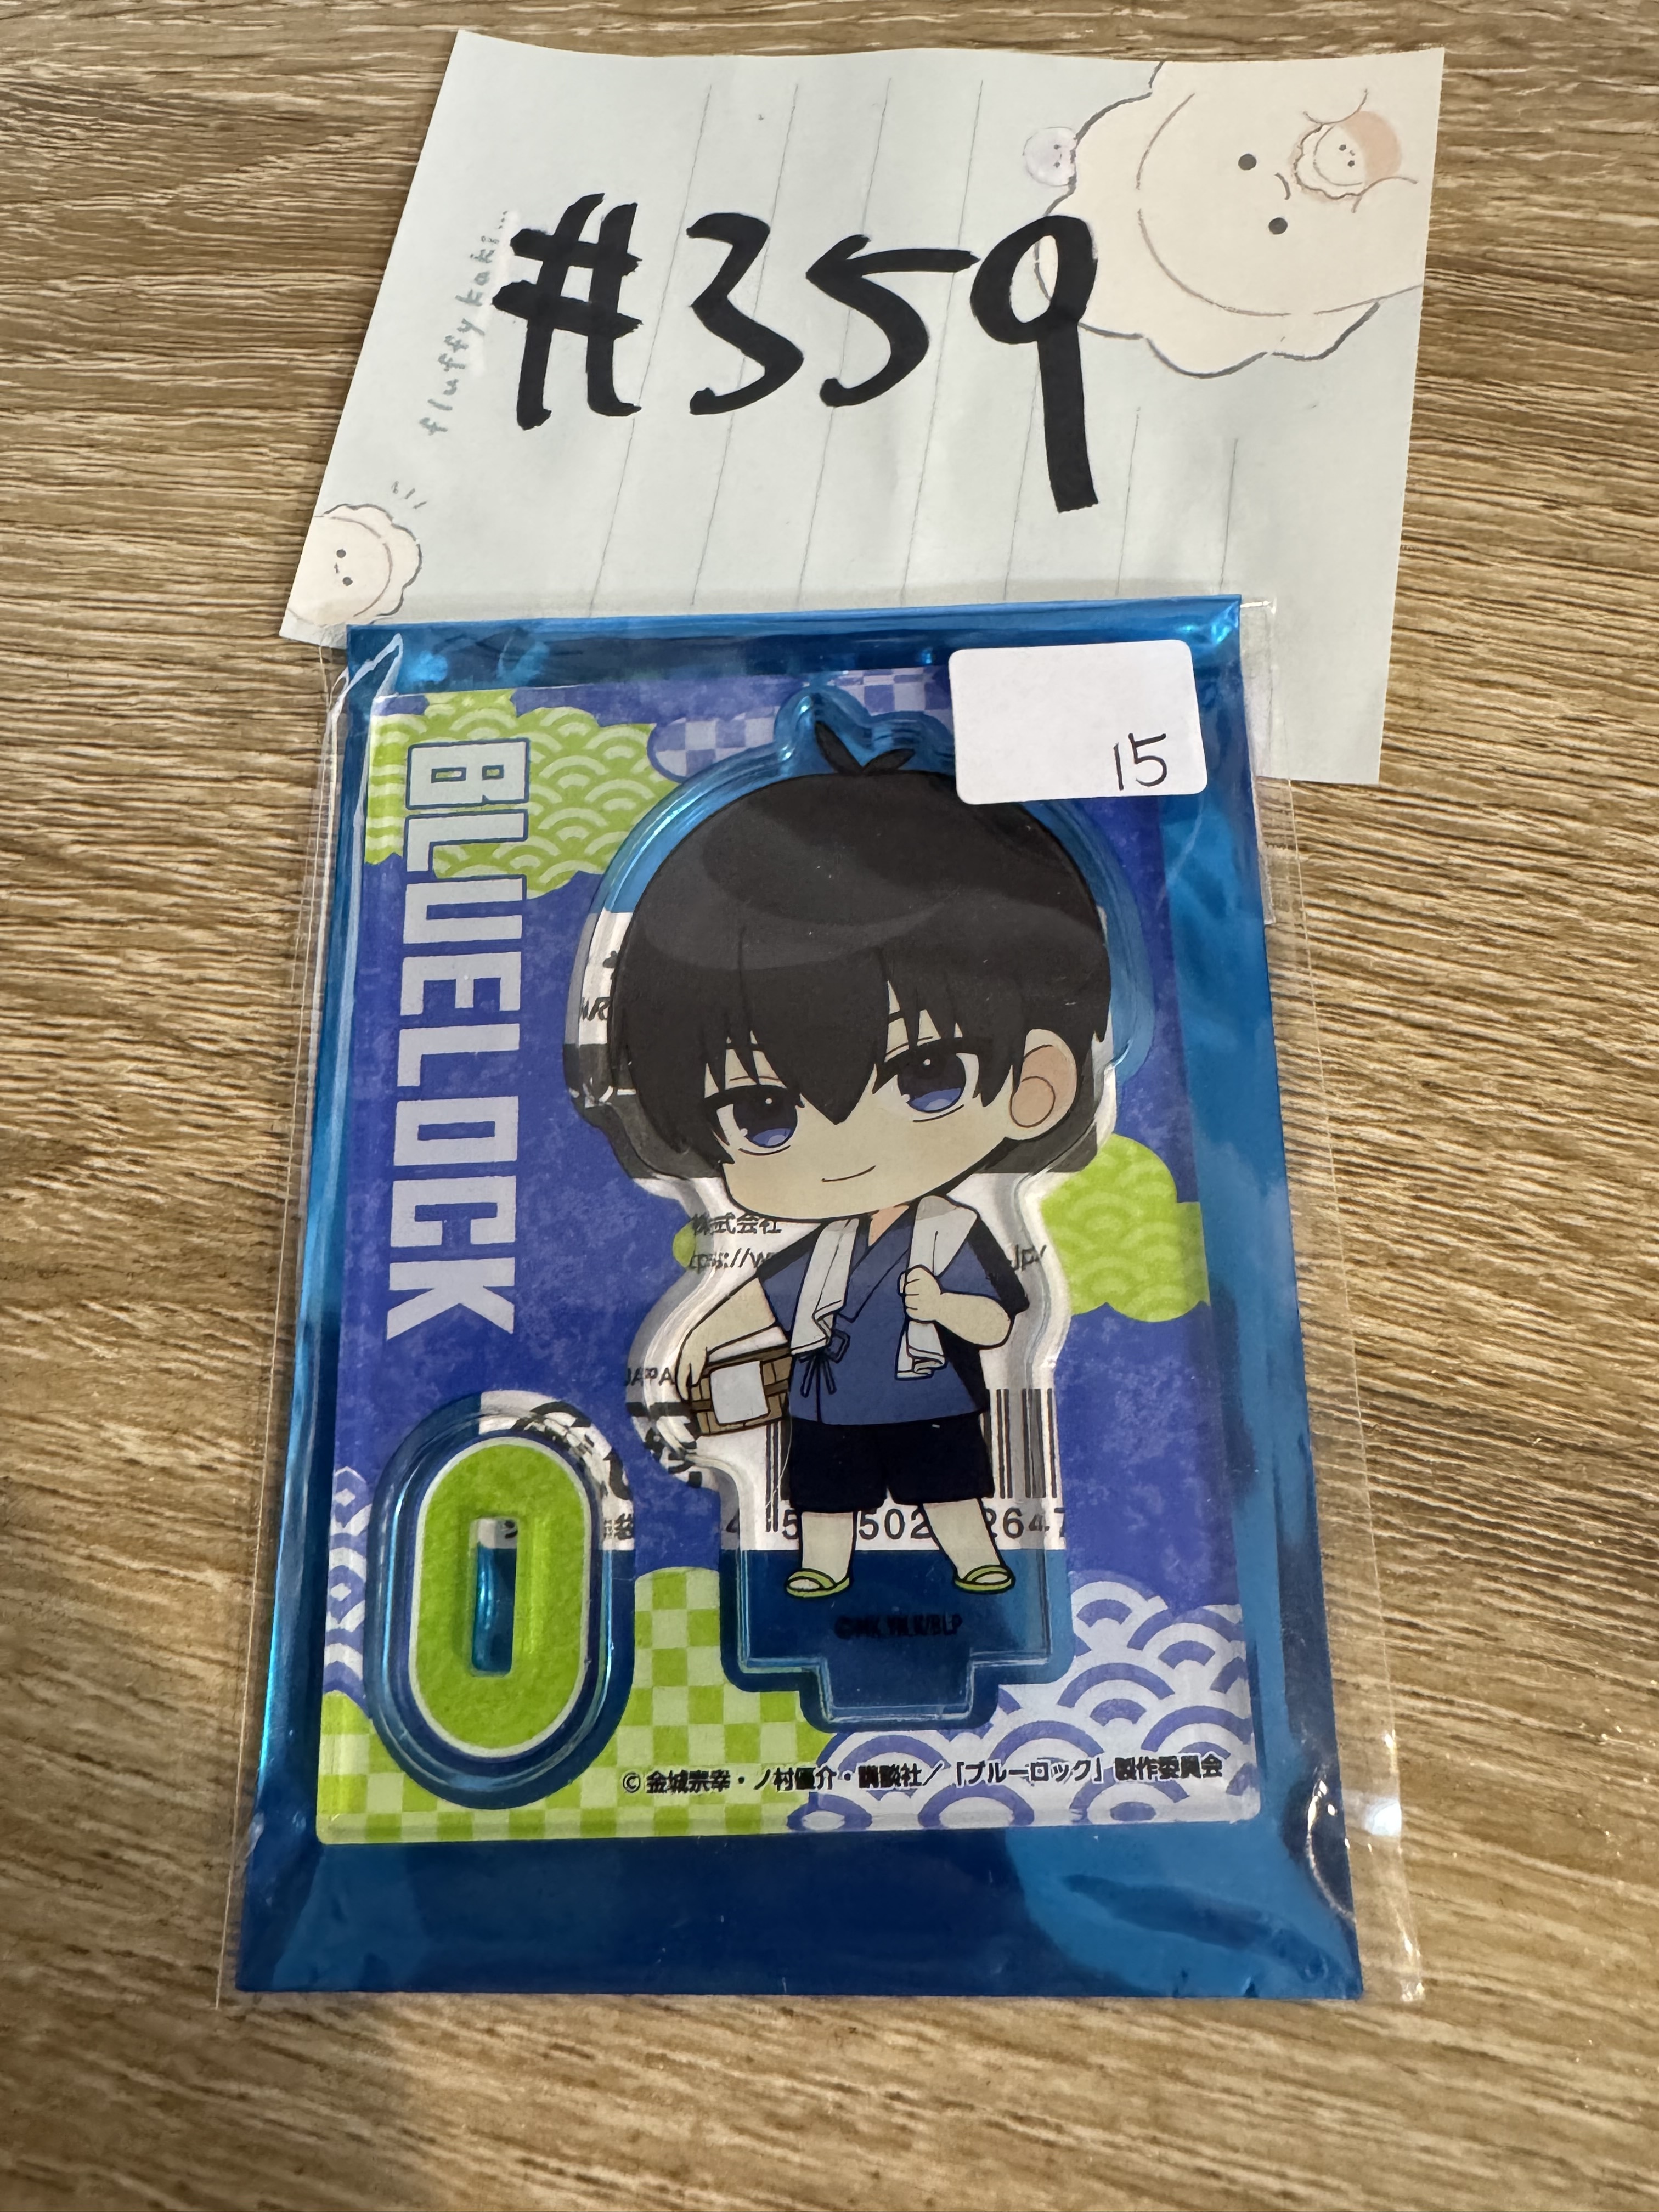 #359
fluffy kaki...
15
BLUELOCK
株式会社
JAPA
©金城宗幸・ノ村優介・講談社/「ブルーロック」製作委員会